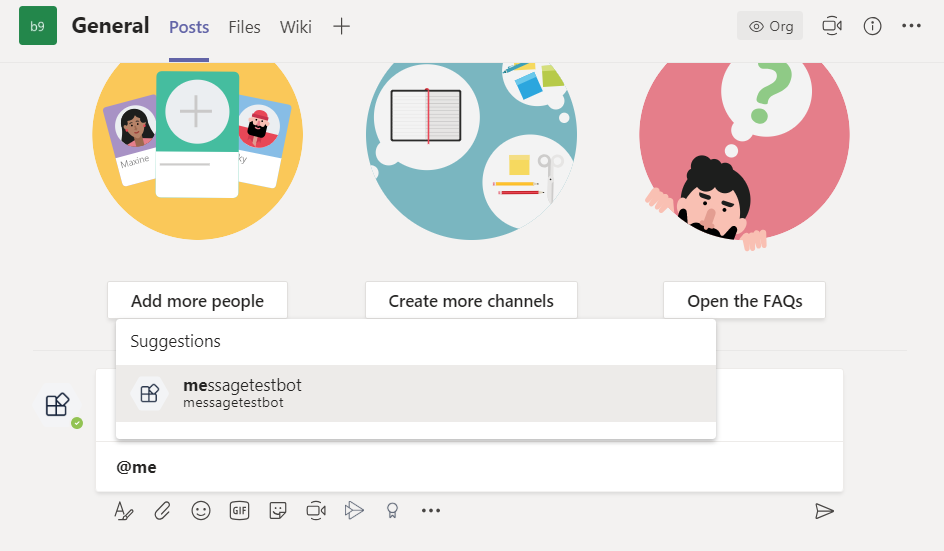 b9
General
Posts
Files
Wiki
Org
Maxine
ky
?
Add more people
Create more channels
Open the FAQs
Suggestions
messagetestbot
messagetestbot
@me
GIF